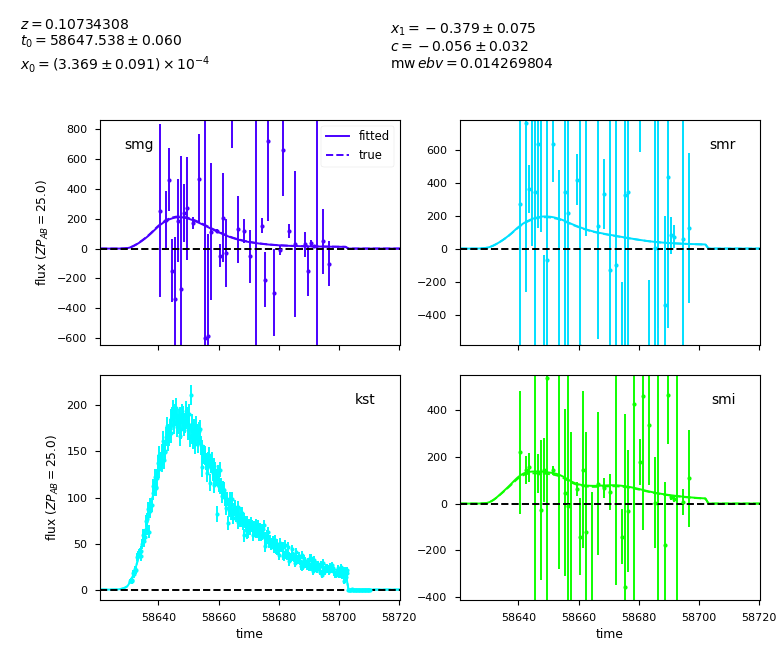 z = 0.10734308
t₀ = 58647.538 ± 0.060
x₀ = (3.369 ± 0.091) × 10⁻⁴
x₁ = −0.379 ± 0.075
c = −0.056 ± 0.032
mw ebv = 0.014269804
smg
fitted
true
800
600
400
200
0
−200
−400
−600
flux (ZP_AB = 25.0)
smr
600
400
200
0
−200
−400
kst
200
150
100
50
0
flux (ZP_AB = 25.0)
58640 58660 58680 58700 58720
time
smi
400
200
0
−200
−400
58640 58660 58680 58700 58720
time